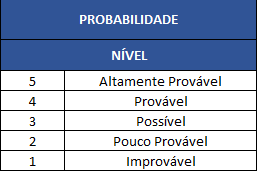 PROBABILIDADE
NÍVEL
5 Altamente Provável
4 Provável
3 Possível
2 Pouco Provável
1 Improvável